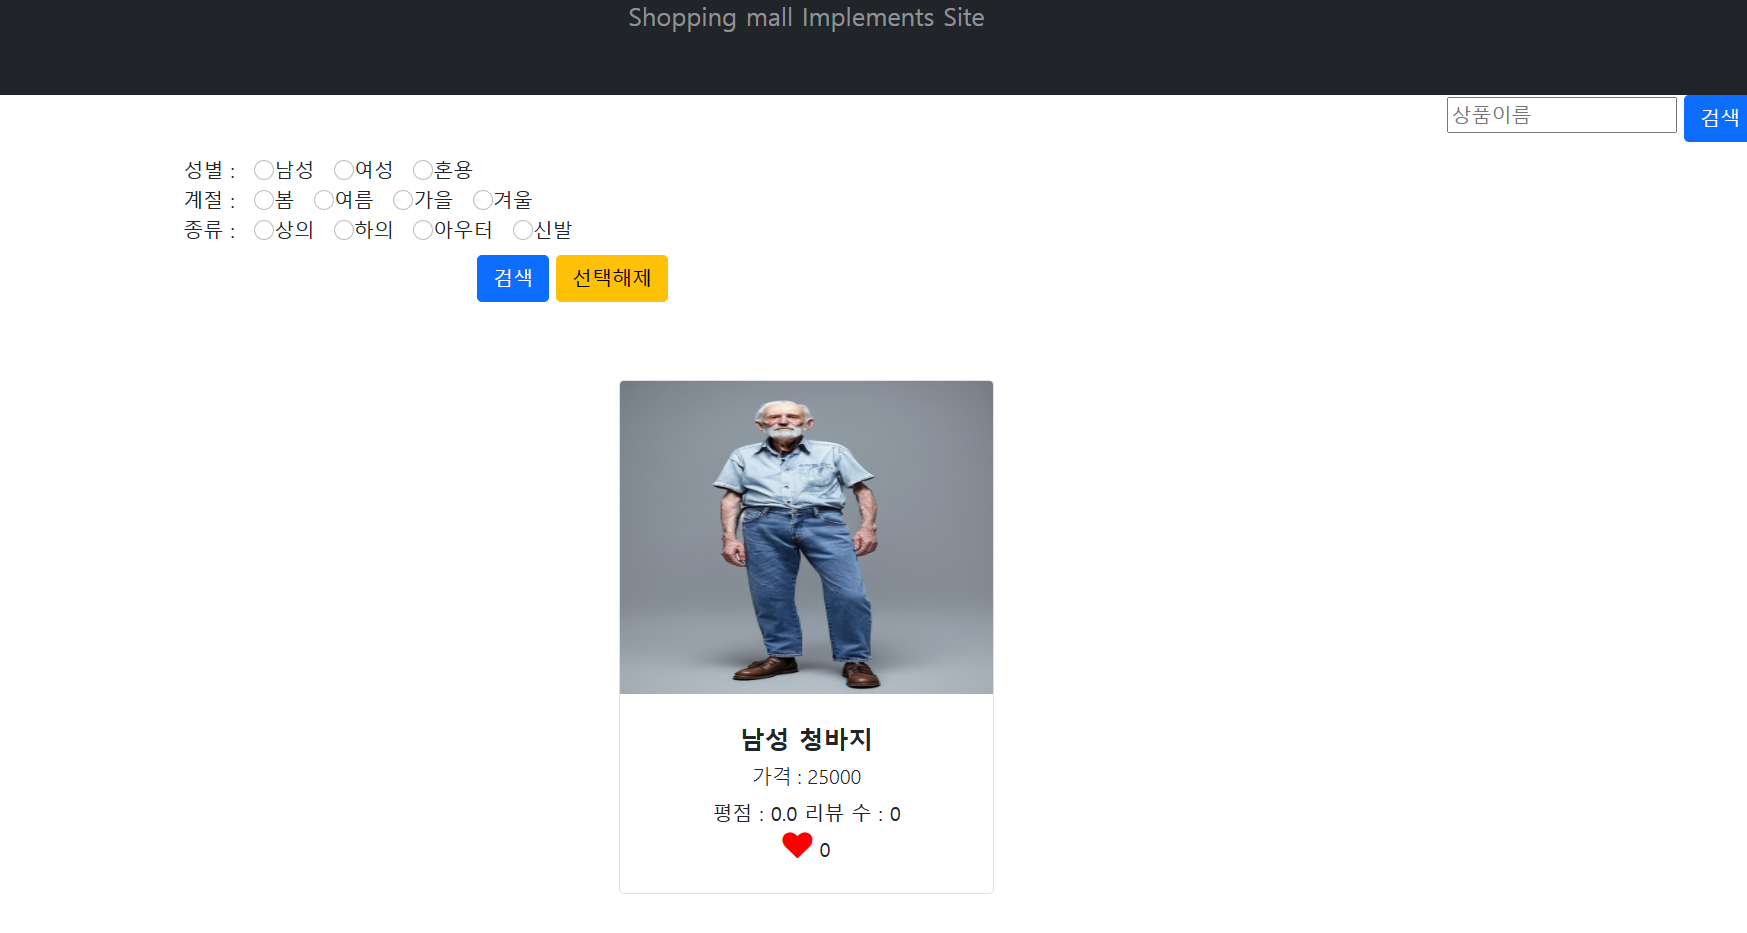 Shopping mall Implements Site
상품이름 검색
성별 : 남성 여성 혼용
계절 : 봄 여름 가을 겨울
종류 : 상의 하의 아우터 신발
검색 선택해제
남성 청바지
가격 : 25000
평점 : 0.0 리뷰 수 : 0
0